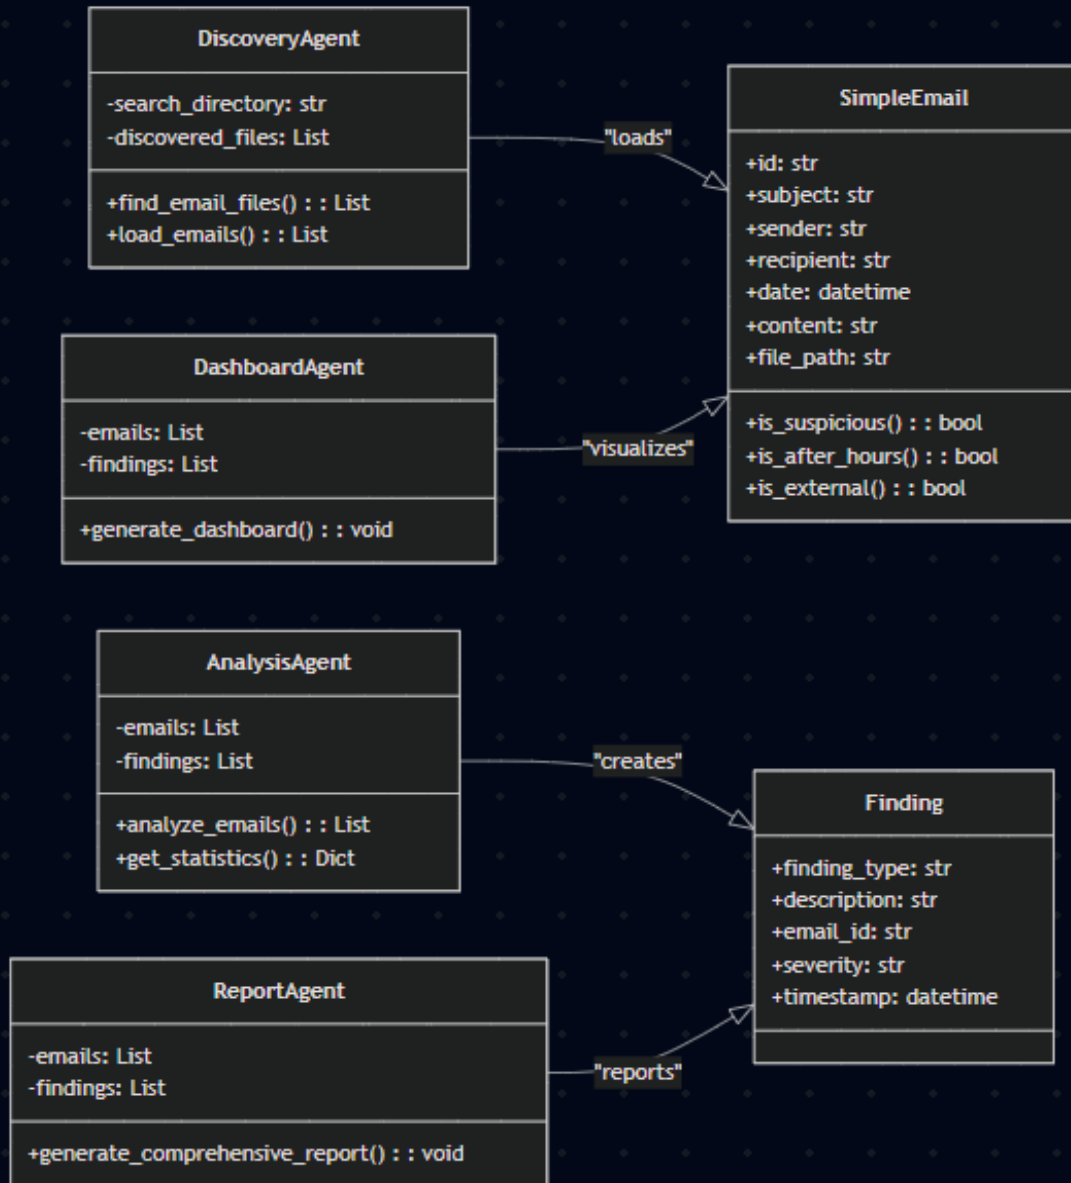 DiscoveryAgent
-search_directory: str
-discovered_files: List
+find_email_files() : : List
+load_emails() : : List
"loads"
SimpleEmail
+id: str
+subject: str
+sender: str
+recipient: str
+date: datetime
+content: str
+file_path: str
+is_suspicious() : : bool
+is_after_hours() : : bool
+is_external() : : bool
DashboardAgent
-emails: List
-findings: List
+generate_dashboard() : : void
"visualizes"
AnalysisAgent
-emails: List
-findings: List
+analyze_emails() : : List
+get_statistics() : : Dict
"creates"
Finding
+finding_type: str
+description: str
+email_id: str
+severity: str
+timestamp: datetime
ReportAgent
-emails: List
-findings: List
+generate_comprehensive_report() : : void
"reports"